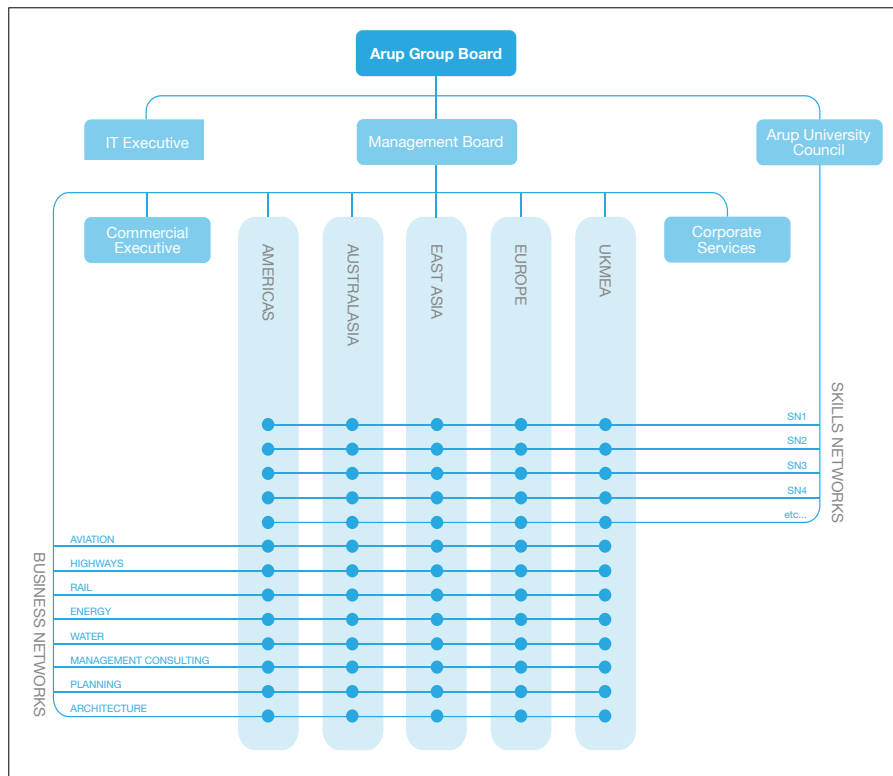 Arup Group Board
IT Executive
Management Board
Arup University
Council
Commercial
Executive
Corporate
Services
AMERICAS
AUSTRALASIA
EAST ASIA
EUROPE
UKMEA
SKILLS NETWORKS
SN1
SN2
SN3
SN4
etc...
BUSINESS NETWORKS
AVIATION
HIGHWAYS
RAIL
ENERGY
WATER
MANAGEMENT CONSULTING
PLANNING
ARCHITECTURE